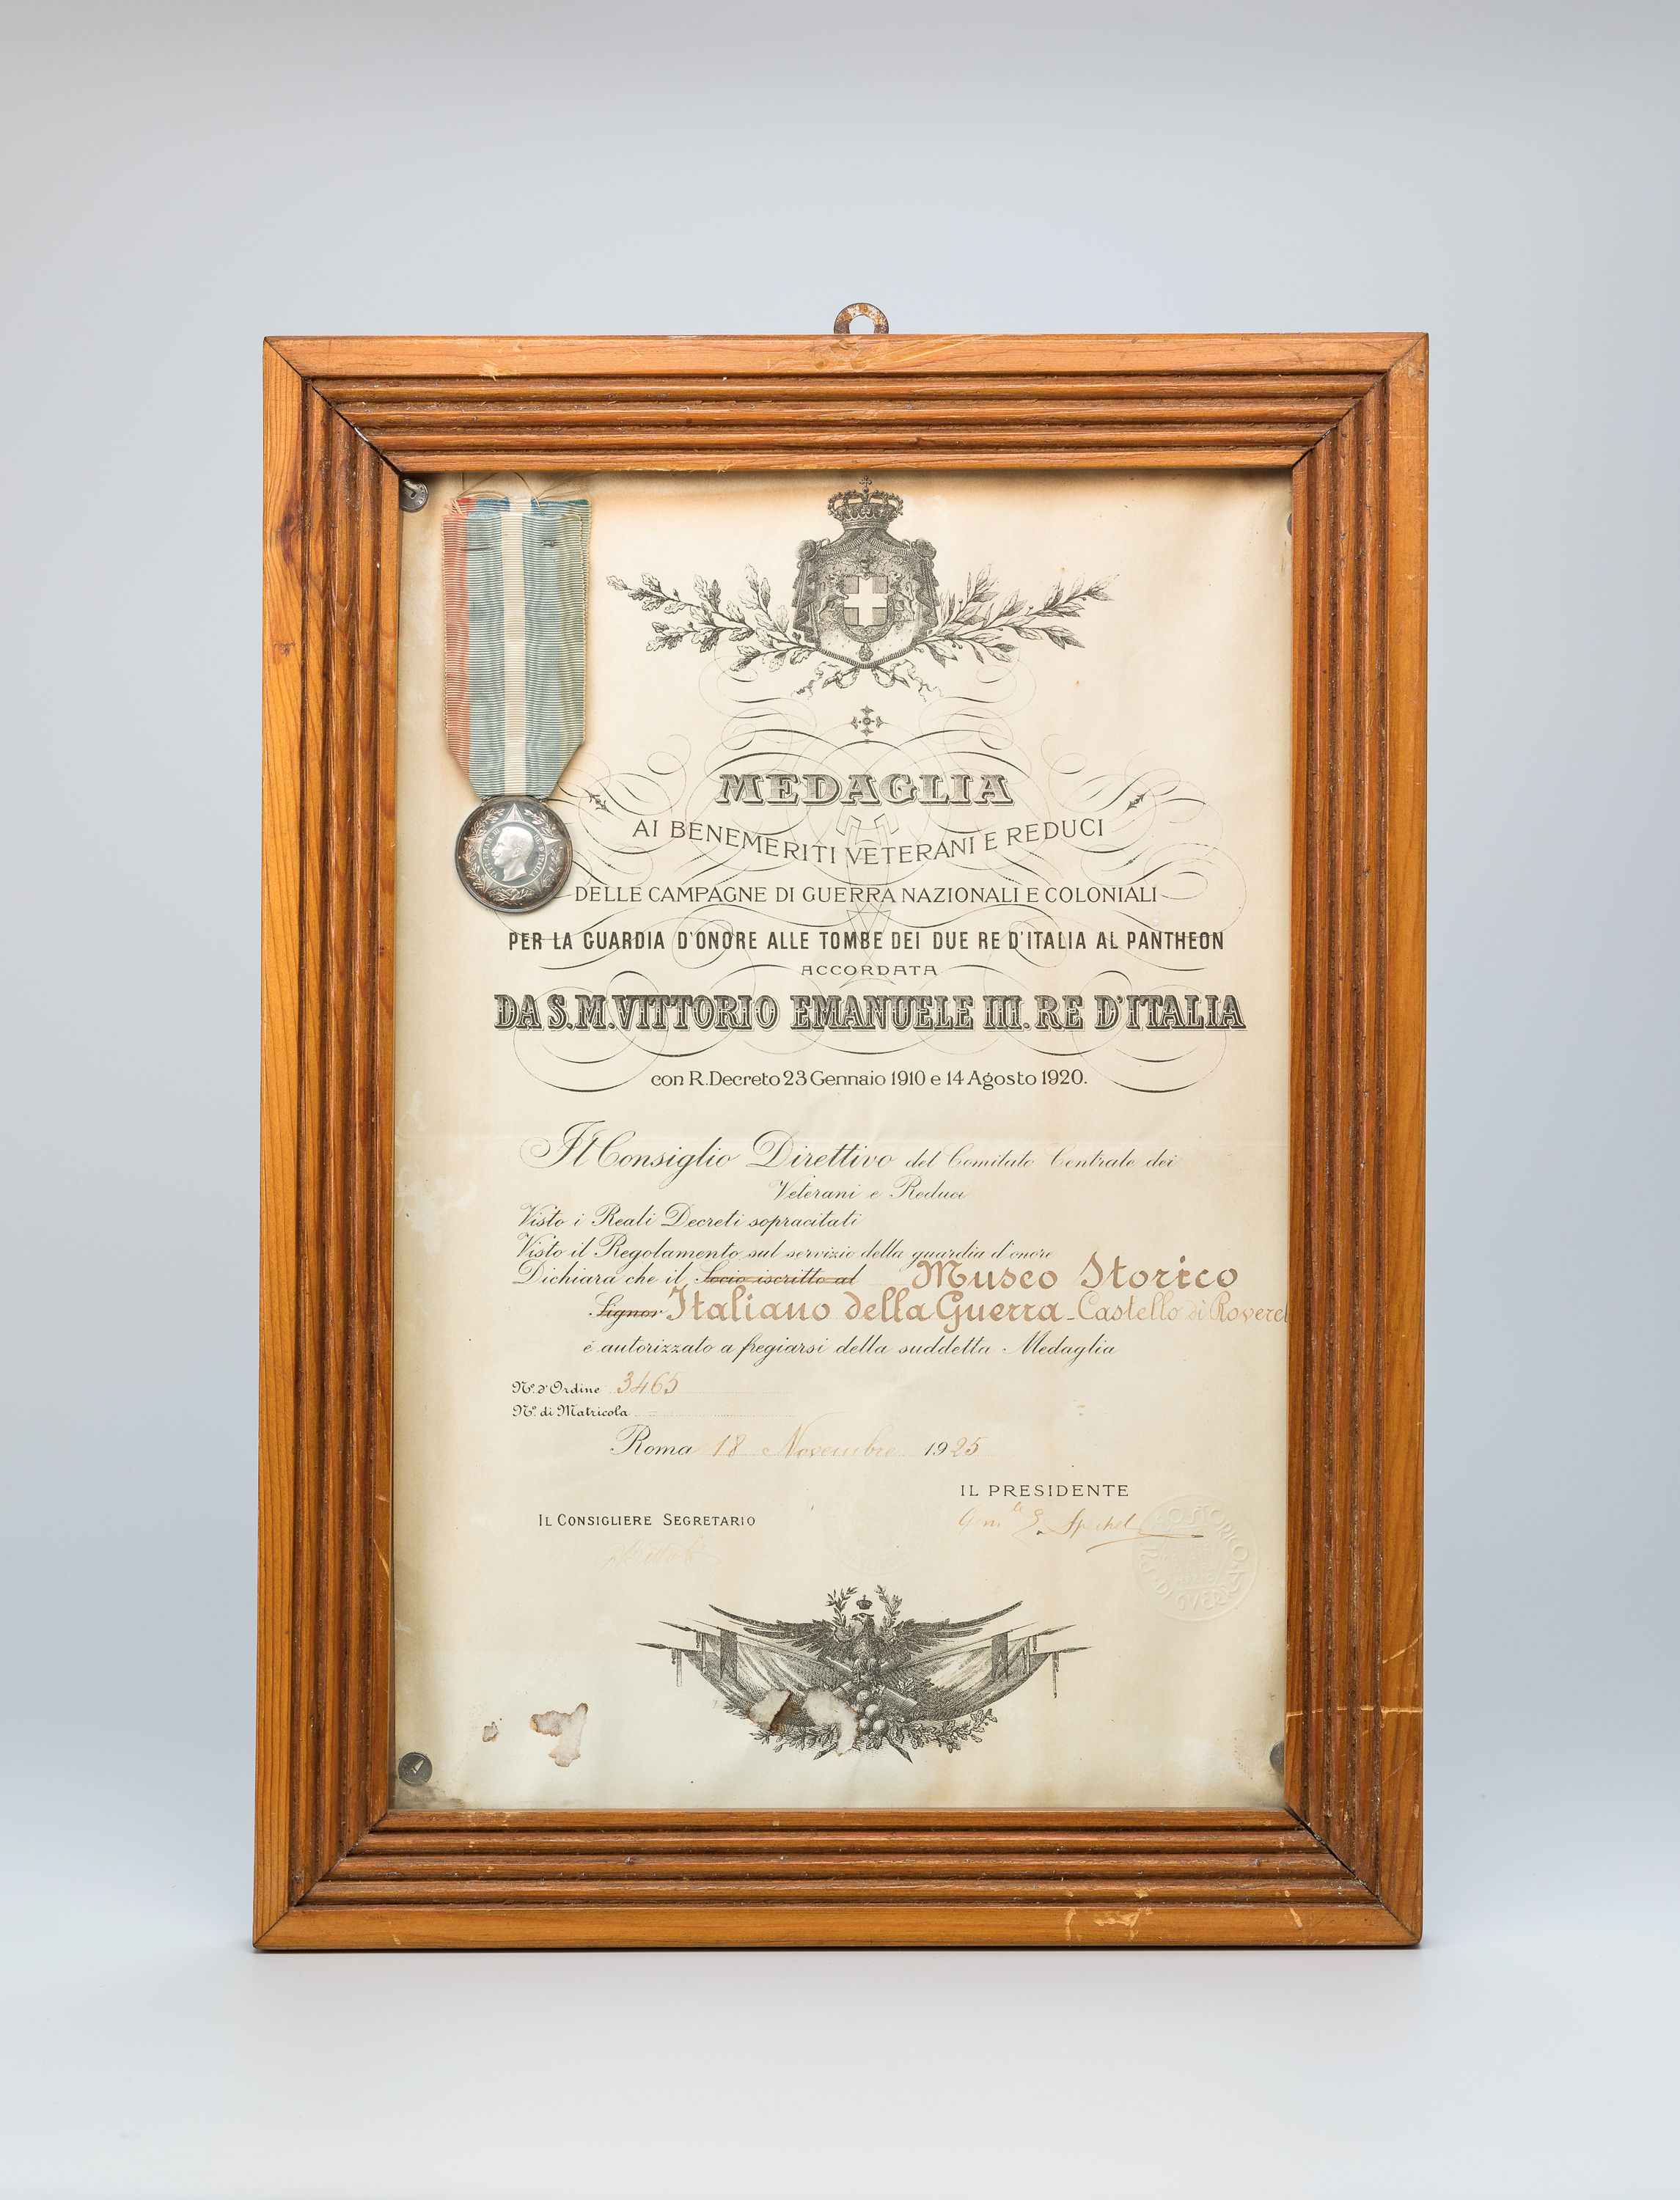 MEDAGLIA
AI BENEMERITI VETERANI E REDUCI
DELLE CAMPAGNE DI GUERRA NAZIONALI E COLONIALI
PER LA GUARDIA D'ONORE ALLE TOMBE DEI DUE RE D'ITALIA AL PANTHEON
ACCORDATA
DA S.M. VITTORIO EMANUELE III. RE D'ITALIA
con R. Decreto 23 Gennaio 1910 e 14 Agosto 1920.
Il Consiglio Direttivo del Comitato Centrale dei
Veterani e Reduci
Visto i Reali Decreti sopracitati
Visto il Regolamento sul servizio della guardia d'onore
Dichiara che il Socio iscritto al Museo Storico
Signor Italiano della Guerra - Castello di Roveret
è autorizzato a fregiarsi della suddetta Medaglia
N.° d'Ordine 3465
N.° di Matricola
Roma 18 Novembre 1925
IL PRESIDENTE
IL CONSIGLIERE SEGRETARIO